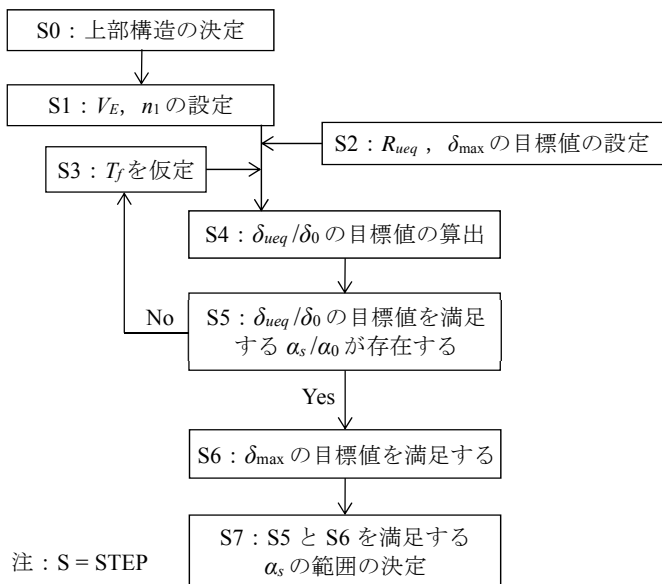 S0：上部構造の決定
S1：V_E，n_1 の設定
S2：R_ueq，δ_max の目標値の設定
S3：T_f を仮定
S4：δ_ueq/δ_0 の目標値の算出
No
S5：δ_ueq/δ_0 の目標値を満足
する α_s/α_0 が存在する
Yes
S6：δ_max の目標値を満足する
S7：S5 と S6 を満足する
α_s の範囲の決定
注：S = STEP